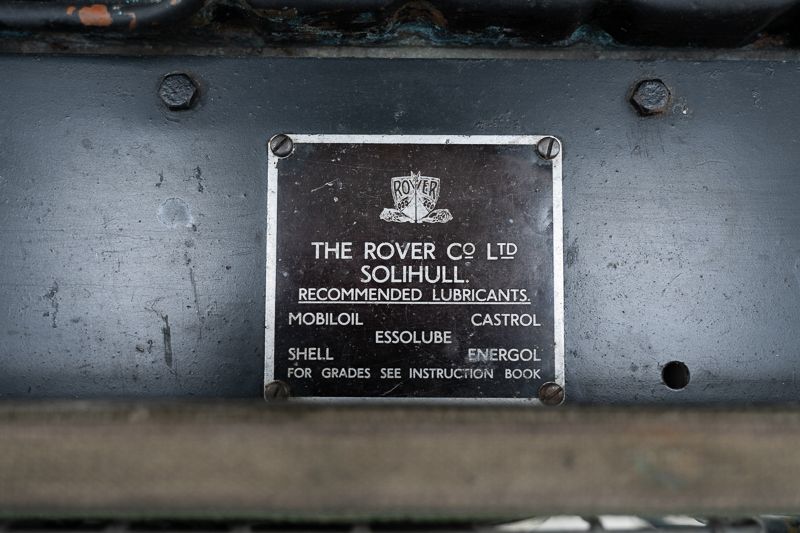 ROVER
THE ROVER Cº LTD
SOLIHULL.
RECOMMENDED LUBRICANTS.
MOBILOIL CASTROL
ESSOLUBE
SHELL ENERGOL
FOR GRADES SEE INSTRUCTION BOOK